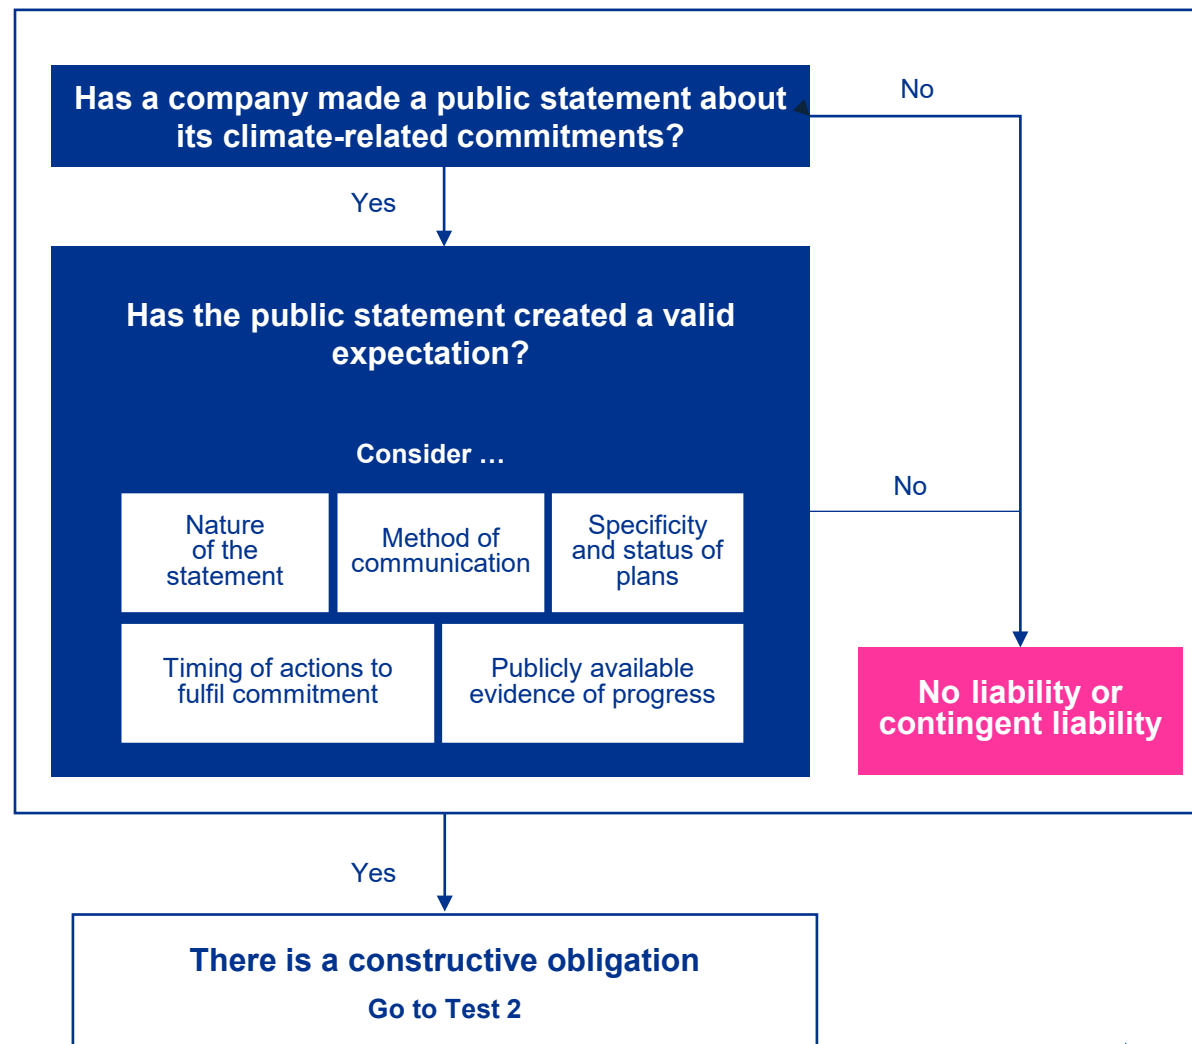 Has a company made a public statement about
its climate-related commitments?
No
Yes
Has the public statement created a valid
expectation?
Consider …
Nature
of the
statement
Method of
communication
Specificity
and status of
plans
No
Timing of actions to
fulfil commitment
Publicly available
evidence of progress
No liability or
contingent liability
Yes
There is a constructive obligation
Go to Test 2